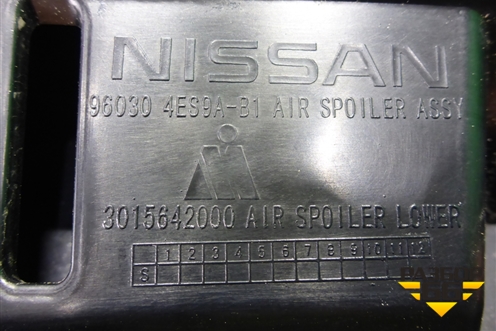 NISSAN
96030 4ES9A-B1 AIR SPOILER ASSY
3015642000 AIR SPOILER LOWER
1 2 3 4 5 6 7 8 9 10 11 12
S